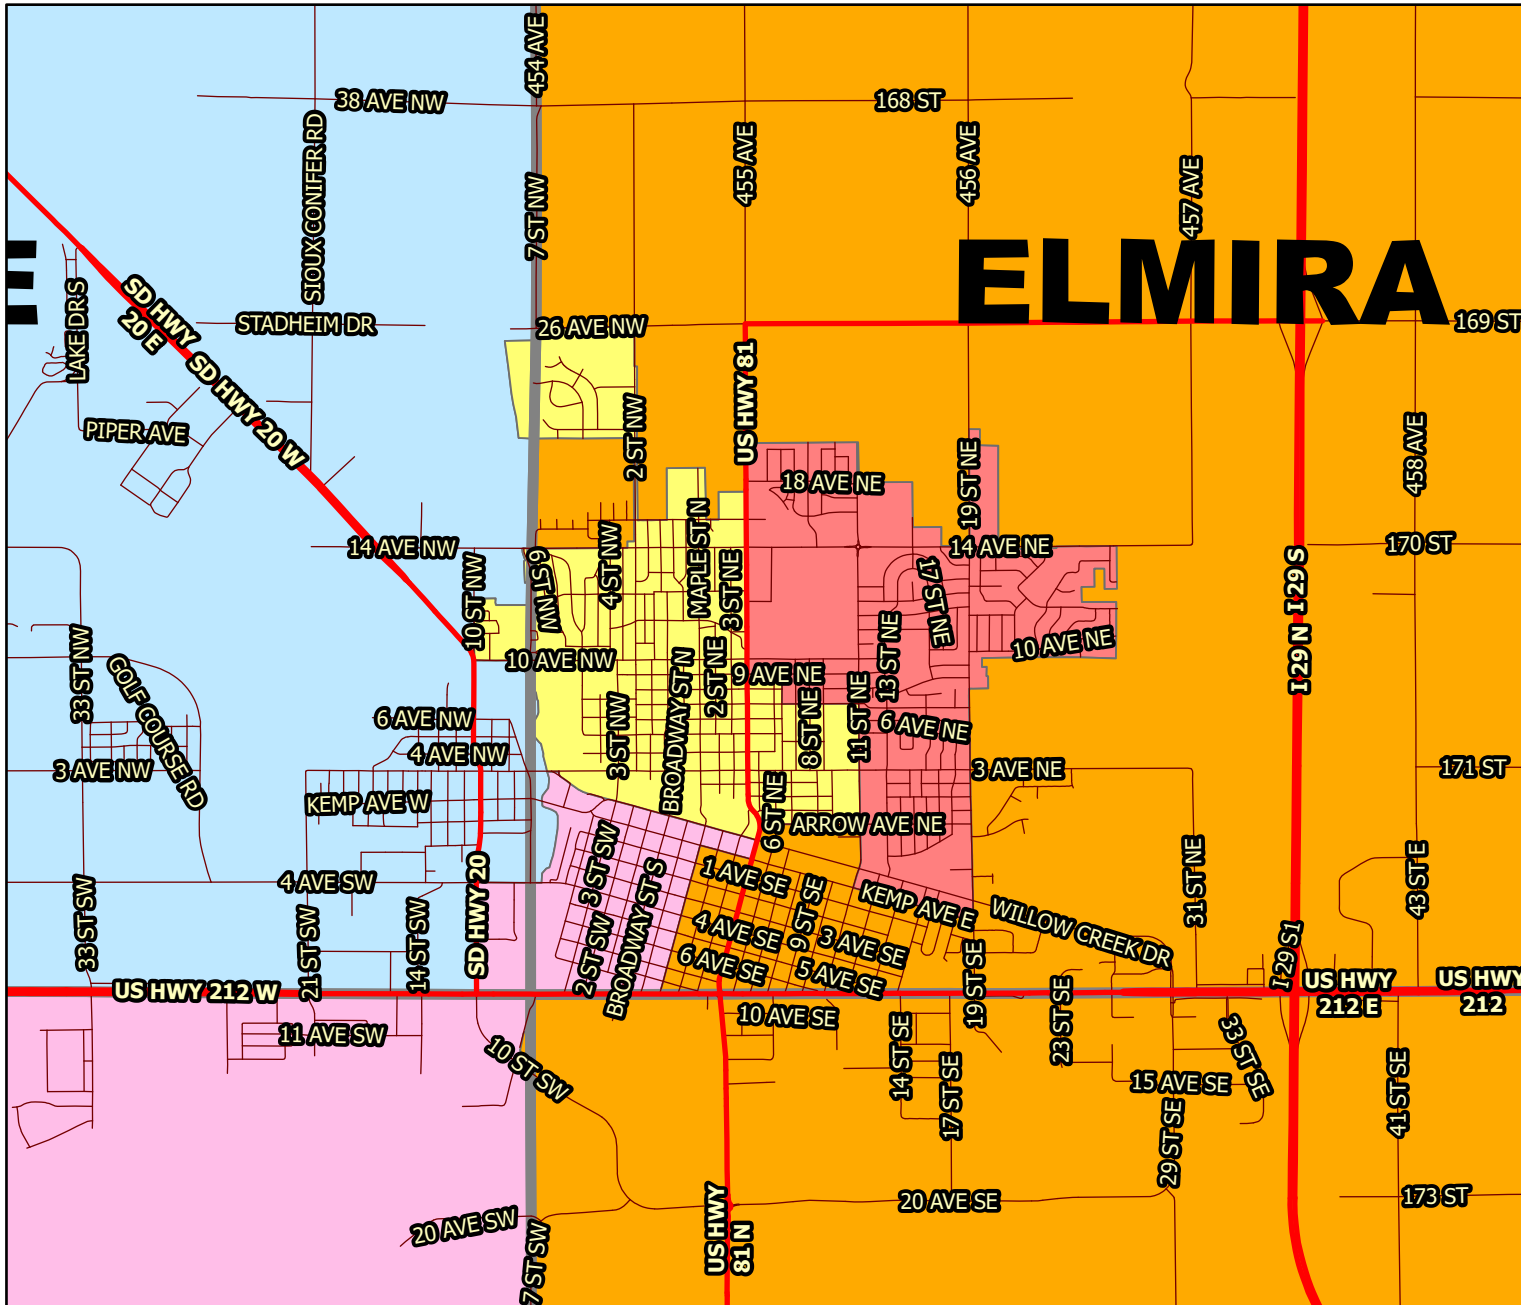 454 AVE
38 AVE NW
168 ST
SIOUX CONIFER RD
455 AVE
456 AVE
457 AVE
7 ST NW
E
ELMIRA
LAKE DR S
SD HWY
20 E
STADHEIM DR
26 AVE NW
169 ST
SD HWY 20 W
US HWY 81
PIPER AVE
2 ST NW
458 AVE
18 AVE NE
19 ST NE
14 AVE NW
14 AVE NE
170 ST
10 ST NW
6 ST NW
4 ST NW
MAPLE ST N
3 ST NE
17 ST NE
I 29 S
I 29 N
33 ST NW
GOLF COURSE RD
10 AVE NW
BROADWAY ST N
2 ST NE
9 AVE NE
13 ST NE
10 AVE NE
6 AVE NW
3 ST NW
8 ST NE
11 ST NE
6 AVE NE
4 AVE NW
3 AVE NW
3 AVE NE
171 ST
KEMP AVE W
6 ST NE
ARROW AVE NE
3 ST SW
1 AVE SE
31 ST NE
43 ST E
4 AVE SW
SD HWY 20
BROADWAY ST S
9 ST SE
KEMP AVE E
WILLOW CREEK DR
33 ST SW
21 ST SW
14 ST SW
2 ST SW
4 AVE SE
3 AVE SE
6 AVE SE
5 AVE SE
19 ST SE
I 29 S1
US HWY 212 W
US HWY
212 E
US HWY
212
11 AVE SW
10 AVE SE
23 ST SE
33 ST SE
10 ST SW
14 ST SE
17 ST SE
15 AVE SE
41 ST SE
29 ST SE
20 AVE SW
20 AVE SE
173 ST
US HWY
81 N
7 ST SW